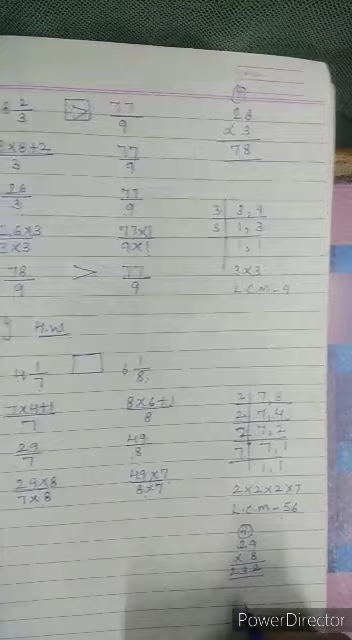 8 2/3 > 77/9
3×8+2/3 77/9
26/3 77/9
26×3/3×3 77×1/9×1
78/9 > 77/9
26
×3
78
3 | 3, 9
3 | 1, 3
1, 1
3×3
L.C.M - 9
H.W
4 1/7 □ 6 1/8
7×4+1/7 8×6+1/8
29/7 49/8
29×8/7×8 49×7/8×7
2 | 7, 8
2 | 7, 4
2 | 7, 2
7 | 7, 1
1, 1
2×2×2×7
L.C.M - 56
29
×8
232
PowerDirector